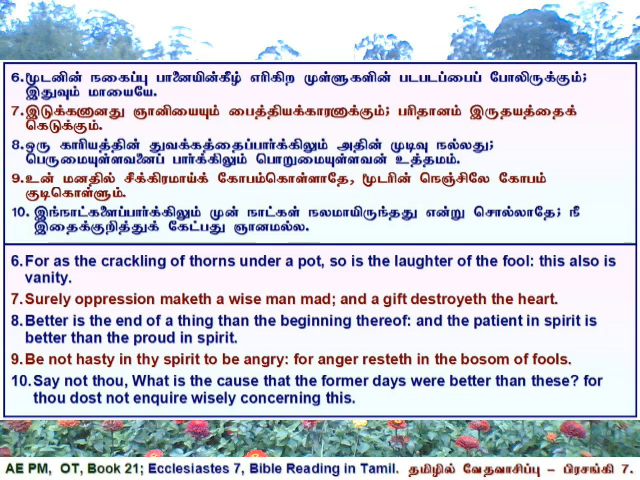 6.மூடனின் நகைப்பு பானையின்கீழ் எரிகிற முள்ளுகளின் படபடப்பைப் போலிருக்கும்;
இதுவும் மாயையே.
7.இடுக்கணானது ஞானியையும் பைத்தியக்காரனாக்கும்; பரிதானம் இருதயத்தைக்
கெடுக்கும்.
8.ஒரு காரியத்தின் துவக்கத்தைப்பார்க்கிலும் அதின் முடிவு நல்லது;
பெருமையுள்ளவனைப் பார்க்கிலும் பொறுமையுள்ளவன் உத்தமம்.
9.உன் மனதில் சீக்கிரமாய்க் கோபம்கொள்ளாதே, மூடரின் நெஞ்சிலே கோபம்
குடிகொள்ளும்.
10. இந்நாட்களைப்பார்க்கிலும் முன் நாட்கள் நலமாயிருந்தது என்று சொல்லாதே; நீ
இதைக்குறித்துக் கேட்பது ஞானமல்ல.
6.For as the crackling of thorns under a pot, so is the laughter of the fool: this also is
vanity.
7.Surely oppression maketh a wise man mad; and a gift destroyeth the heart.
8.Better is the end of a thing than the beginning thereof: and the patient in spirit is
better than the proud in spirit.
9.Be not hasty in thy spirit to be angry: for anger resteth in the bosom of fools.
10.Say not thou, What is the cause that the former days were better than these? for
thou dost not enquire wisely concerning this.
AE PM, OT, Book 21; Ecclesiastes 7, Bible Reading in Tamil. தமிழில் வேதவாசிப்பு – பிரசங்கி 7.